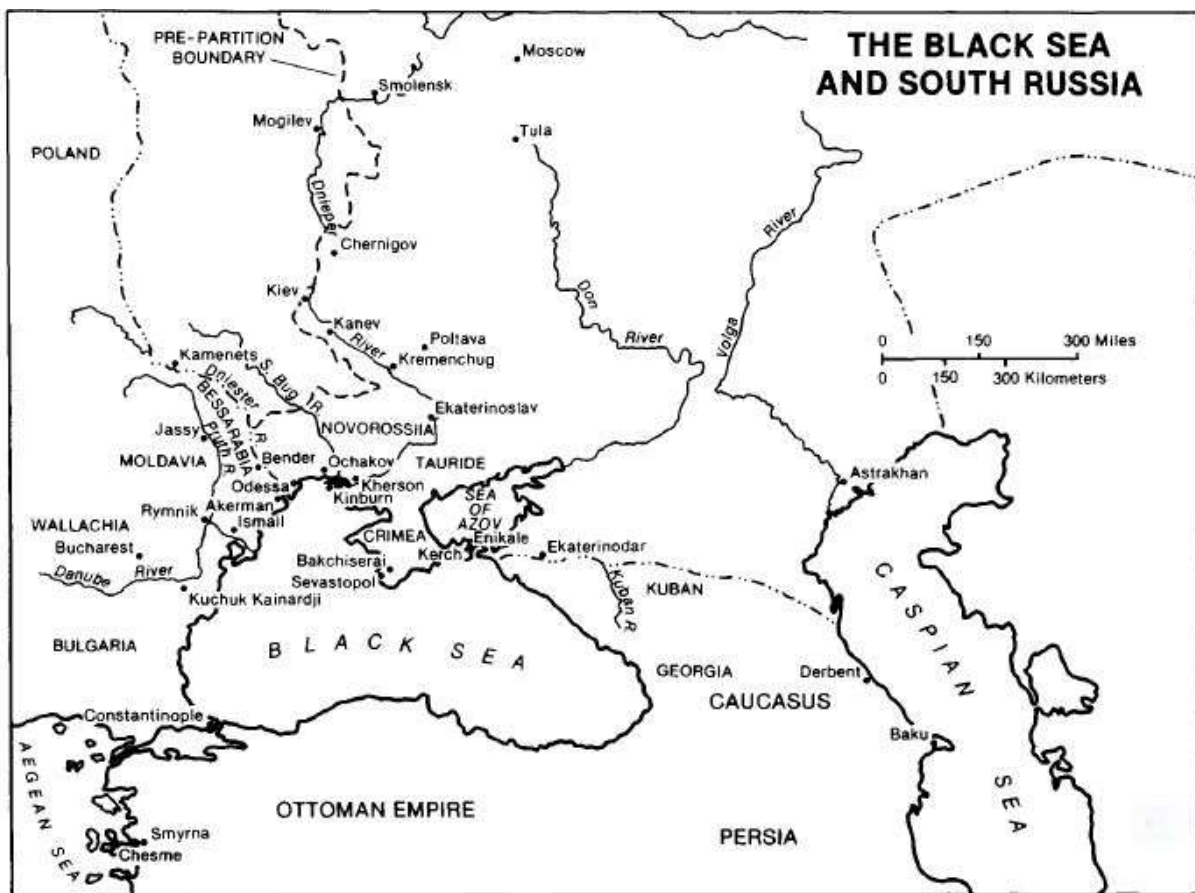 THE BLACK SEA
AND SOUTH RUSSIA
PRE-PARTITION
BOUNDARY
Moscow
Smolensk
Mogilev
Tula
POLAND
Dnieper
River
Chernigov
Kiev
Don
Kanev
River
Poltava
River
Volga
150
300 Miles
0
Kamenets
S. Bug R.
Kremenchug
0
150
300 Kilometers
Dniester R.
BESSARABIA
Ekaterinoslav
Jassy
Pruth R.
NOVOROSSIIA
MOLDAVIA
Bender
Ochakov
TAURIDE
Astrakhan
Odessa
Kherson
Kinburn
SEA
OF
AZOV
Akerman
Rymnik
Ismail
WALLACHIA
CRIMEA
Enikale
Bucharest
Kerch
Ekaterinodar
Bakchiserai
Danube
River
Sevastopol
Kuban R
KUBAN
Kuchuk Kainardji
CASPIAN
BULGARIA
BLACK SEA
GEORGIA
Derbent
CAUCASUS
Constantinople
Baku
AEGEAN SEA
SEA
OTTOMAN EMPIRE
Smyrna
PERSIA
Chesme